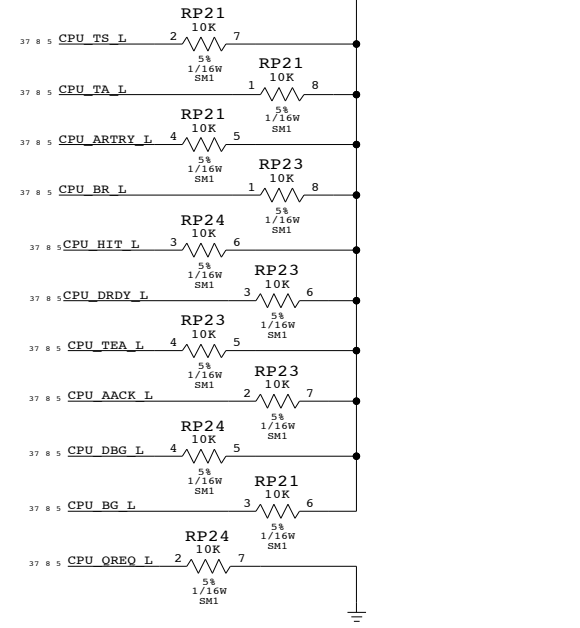 RP21
10K
37 8 5 CPU_TS_L 2 7
5%
1/16W
SM1
RP21
10K
37 8 5 CPU_TA_L 1 8
5%
1/16W
SM1
RP21
10K
37 8 5 CPU_ARTRY_L 4 5
5%
1/16W
SM1
RP23
10K
37 8 5 CPU_BR_L 1 8
5%
1/16W
SM1
RP24
10K
37 8 5 CPU_HIT_L 3 6
5%
1/16W
SM1
RP23
10K
37 8 5 CPU_DRDY_L 3 6
5%
1/16W
SM1
RP23
10K
37 8 5 CPU_TEA_L 4 5
5%
1/16W
SM1
RP23
10K
37 8 5 CPU_AACK_L 2 7
5%
1/16W
SM1
RP24
10K
37 8 5 CPU_DBG_L 4 5
5%
1/16W
SM1
RP21
10K
37 8 5 CPU_BG_L 3 6
5%
1/16W
SM1
RP24
10K
37 8 5 CPU_QREQ_L 2 7
5%
1/16W
SM1